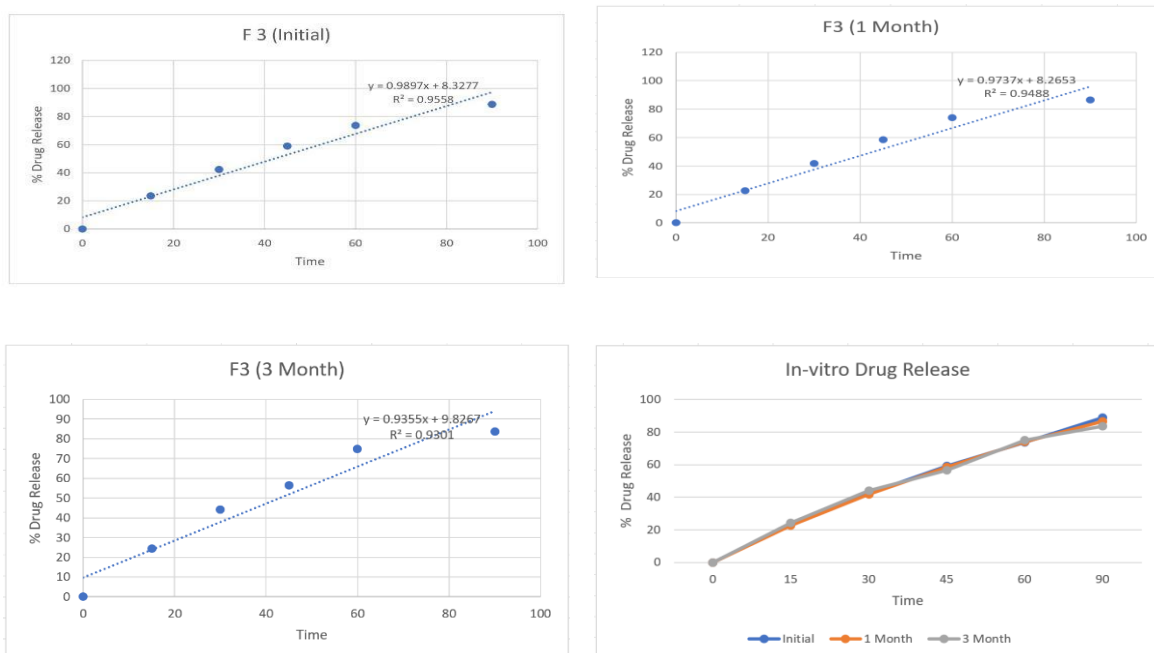 F 3 (Initial)
120
100
80
60
40
20
0
0 20 40 60 80 100
% Drug Release
Time
y = 0.9897x + 8.3277
R² = 0.9558
F3 (1 Month)
120
100
80
60
40
20
0
0 20 40 60 80 100
% Drug Release
Time
y = 0.9737x + 8.2653
R² = 0.9488
F3 (3 Month)
100
90
80
70
60
50
40
30
20
10
0
0 20 40 60 80 100
% Drug Release
Time
y = 0.9355x + 9.8267
R² = 0.9301
In-vitro Drug Release
100
80
60
40
20
0
0 15 30 45 60 90
% Drug Release
Time
Initial 1 Month 3 Month